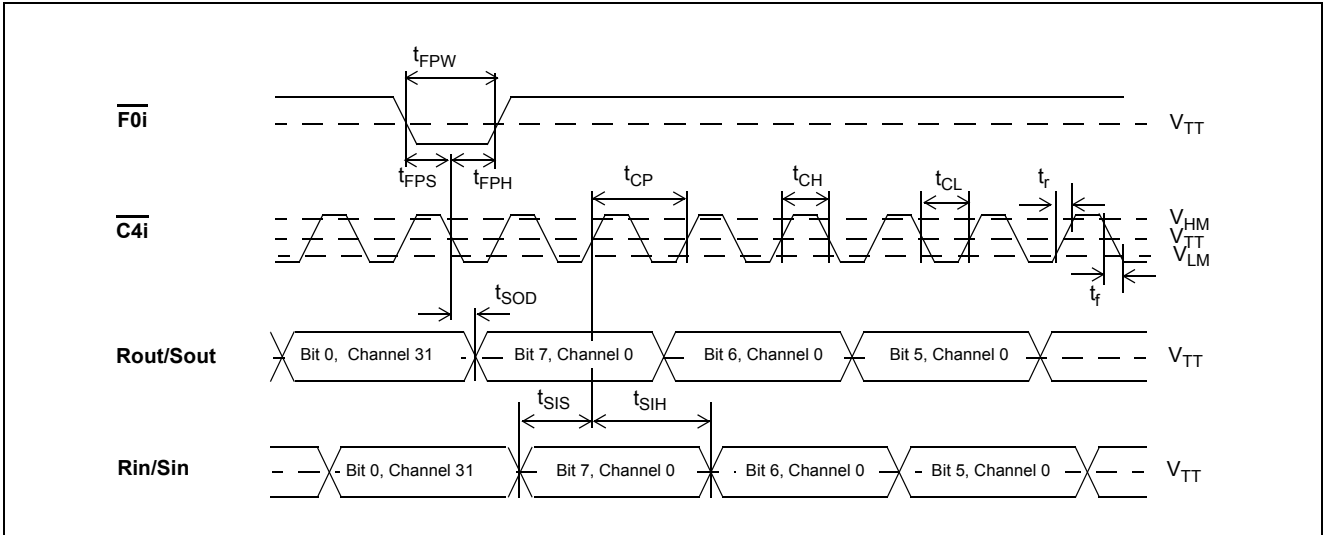 tFPW
F0i
VTT
tFPS
tFPH
tCP
tCH
tCL
tr
C4i
VHM
VTT
VLM
tf
tSOD
Rout/Sout
Bit 0, Channel 31
Bit 7, Channel 0
Bit 6, Channel 0
Bit 5, Channel 0
VTT
tSIS
tSIH
Rin/Sin
Bit 0, Channel 31
Bit 7, Channel 0
Bit 6, Channel 0
Bit 5, Channel 0
VTT